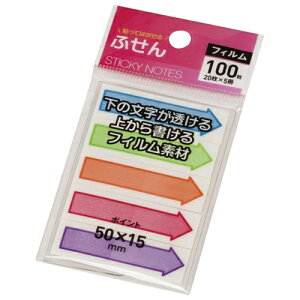 貼ってはがせる
ふせん
STICKY NOTES
フィルム
100枚
20枚×5冊
下の文字が透ける
上から書ける
フィルム素材
ポイント
50×15
mm